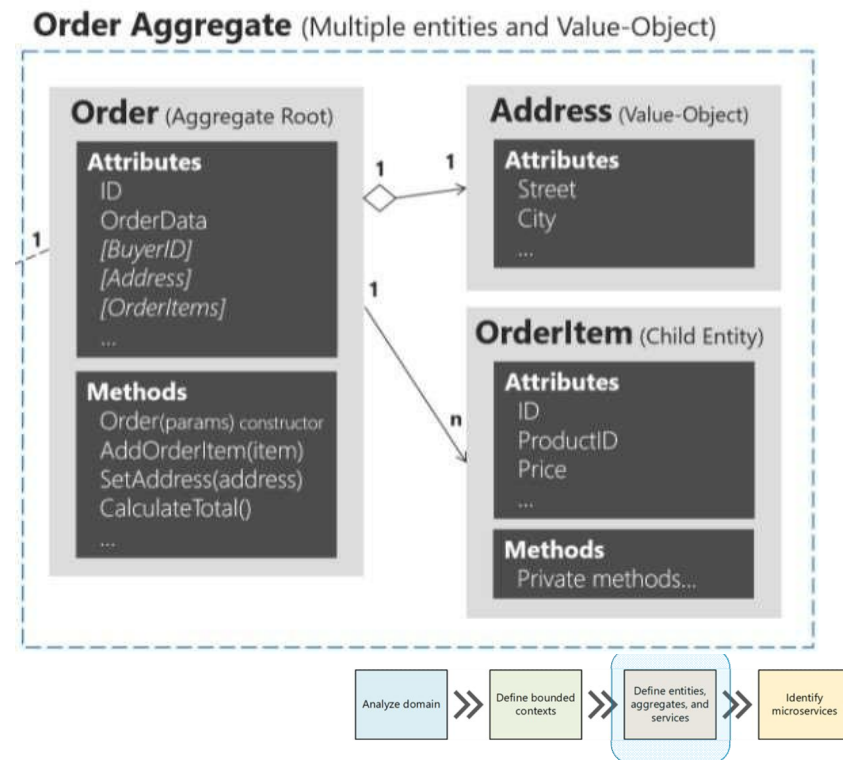 Order Aggregate (Multiple entities and Value-Object)
Order (Aggregate Root)
Attributes
ID
OrderData
[BuyerID]
[Address]
[OrderItems]
...
Methods
Order(params) constructor
AddOrderItem(item)
SetAddress(address)
CalculateTotal()
...
1
1
1
1
n
Address (Value-Object)
Attributes
Street
City
...
OrderItem (Child Entity)
Attributes
ID
ProductID
Price
...
Methods
Private methods...
Analyze domain
Define bounded
contexts
Define entities,
aggregates, and
services
Identify
microservices